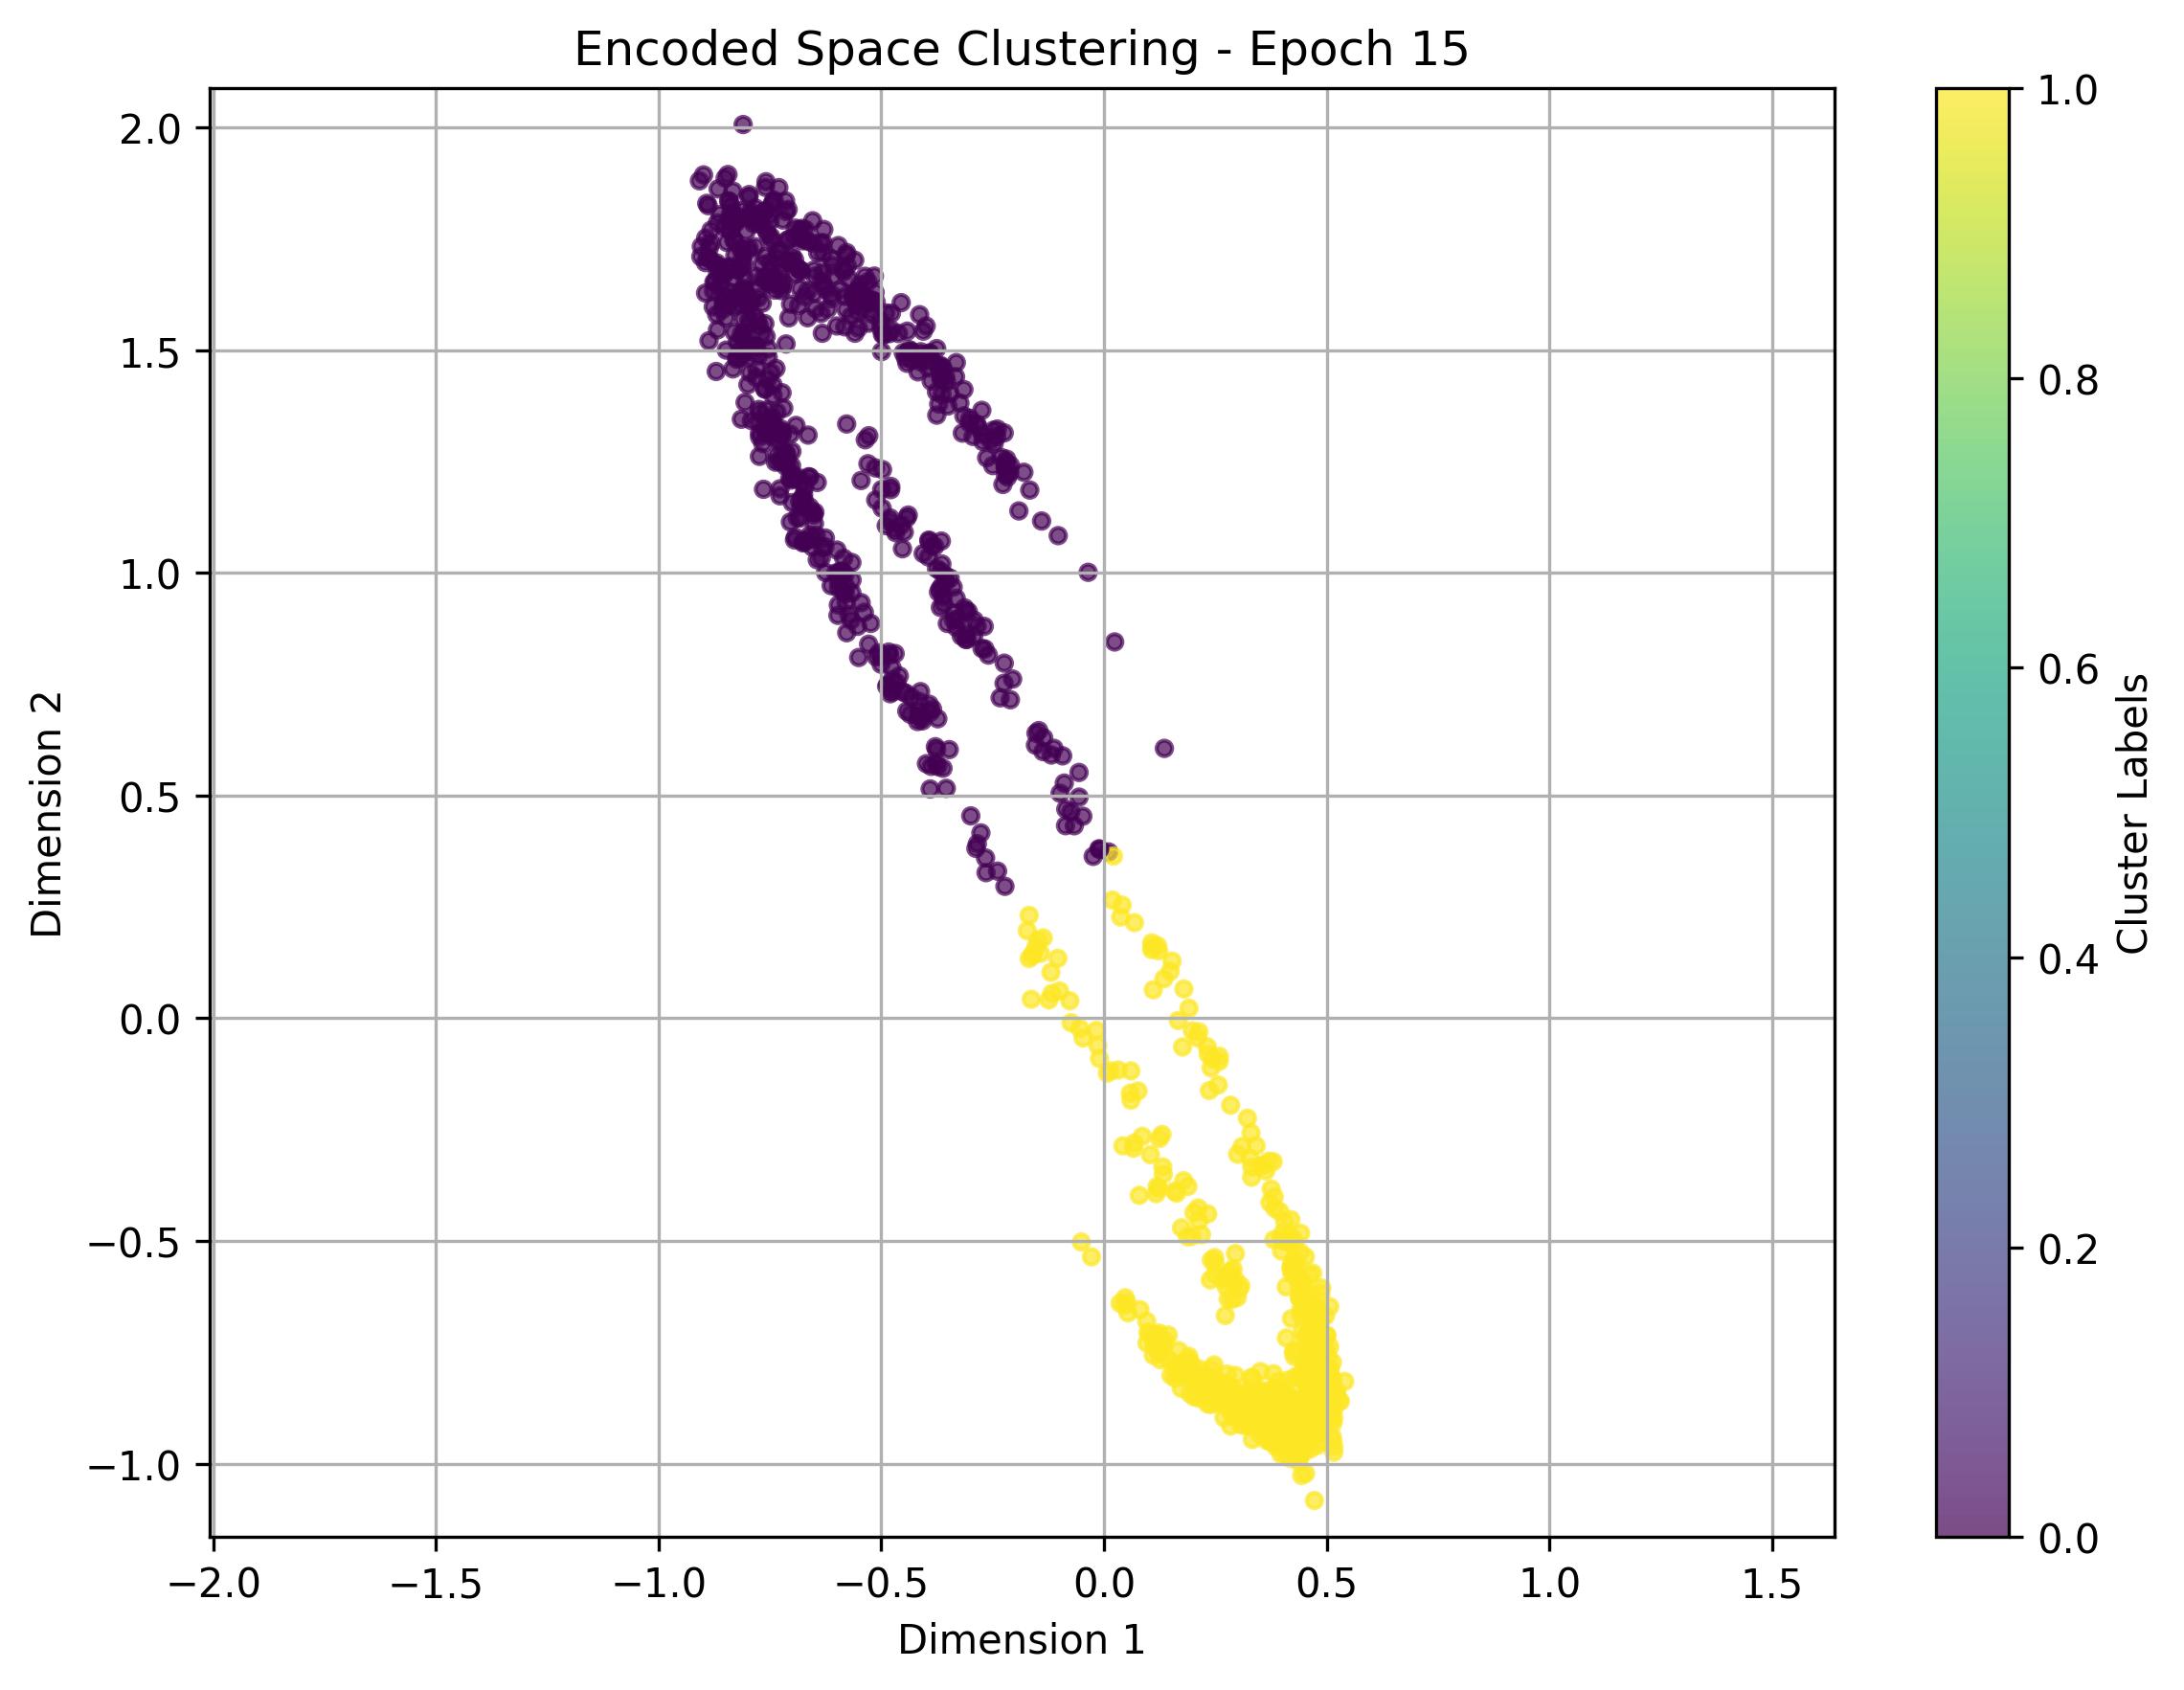 Encoded Space Clustering - Epoch 15
2.0
1.5
1.0
0.5
0.0
−0.5
−1.0
Dimension 2
−2.0 −1.5 −1.0 −0.5 0.0 0.5 1.0 1.5
Dimension 1
1.0
0.8
0.6
0.4
0.2
0.0
Cluster Labels